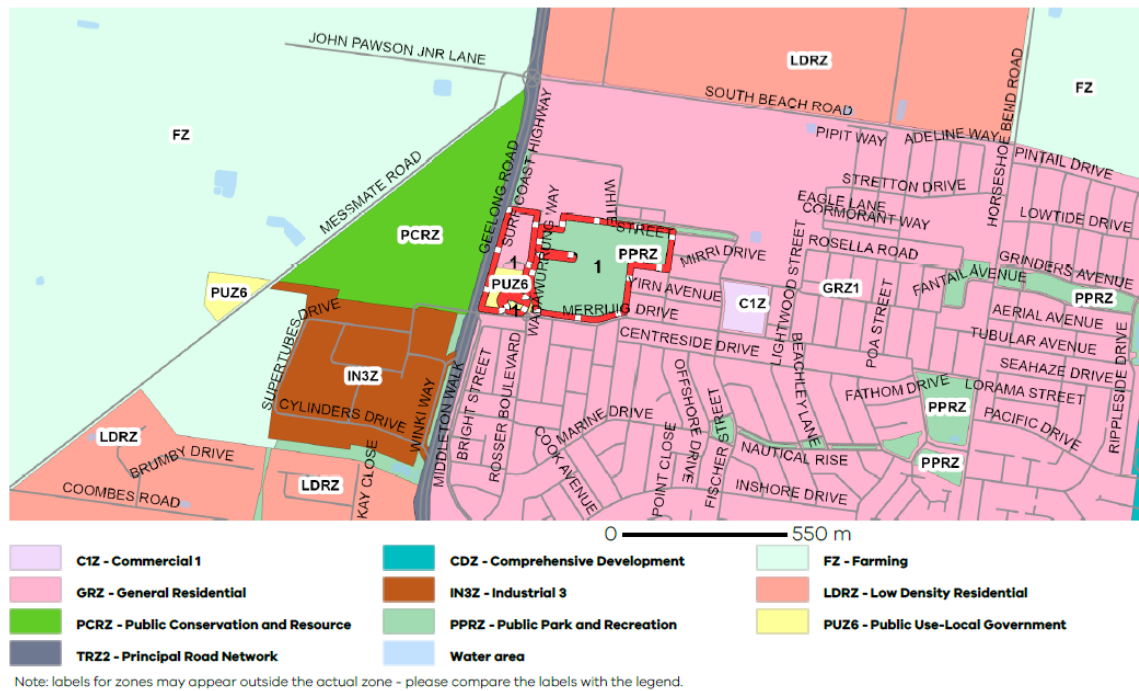 JOHN PAWSON JNR LANE
LDRZ
FZ
SOUTH BEACH ROAD
HORSESHOE BEND ROAD
FZ
PIPIT WAY
ADELINE WAY
MESSMATE ROAD
GEELONG ROAD
SURF COAST HIGHWAY
PINTAIL DRIVE
STRETTON DRIVE
EAGLE LANE
CORMORANT WAY
LOWTIDE DRIVE
WADAWURRUNG WAY
WHITE STREET
PCRZ
ROSELLA ROAD
GRINDERS AVENUE
PPRZ
MIRRI DRIVE
1
1
PUZ6
PUZ6
YIRN AVENUE
C1Z
LIGHTWOOD STREET
GRZ1
FANTAIL AVENUE
PPRZ
1
MERRIJIG DRIVE
POA STREET
AERIAL AVENUE
SUPERTUBES DRIVE
CENTRESIDE DRIVE
TUBULAR AVENUE
SEAHAZE DRIVE
IN3Z
WINKI WAY
MIDDLETON WALK
BRIGHT STREET
ROSSER BOULEVARD
OFFSHORE DRIVE
BEACHLEY LANE
FATHOM DRIVE
LORAMA STREET
RIPPLESIDE DRIVE
CYLINDERS DRIVE
MARINE DRIVE
FISCHER STREET
PPRZ
PACIFIC DRIVE
LDRZ
BRUMBY DRIVE
KAY CLOSE
COOK AVENUE
POINT CLOSE
NAUTICAL RISE
PPRZ
COOMBES ROAD
LDRZ
INSHORE DRIVE
0 550 m
C1Z - Commercial 1
CDZ - Comprehensive Development
FZ - Farming
GRZ - General Residential
IN3Z - Industrial 3
LDRZ - Low Density Residential
PCRZ - Public Conservation and Resource
PPRZ - Public Park and Recreation
PUZ6 - Public Use-Local Government
TRZ2 - Principal Road Network
Water area
Note: labels for zones may appear outside the actual zone - please compare the labels with the legend.